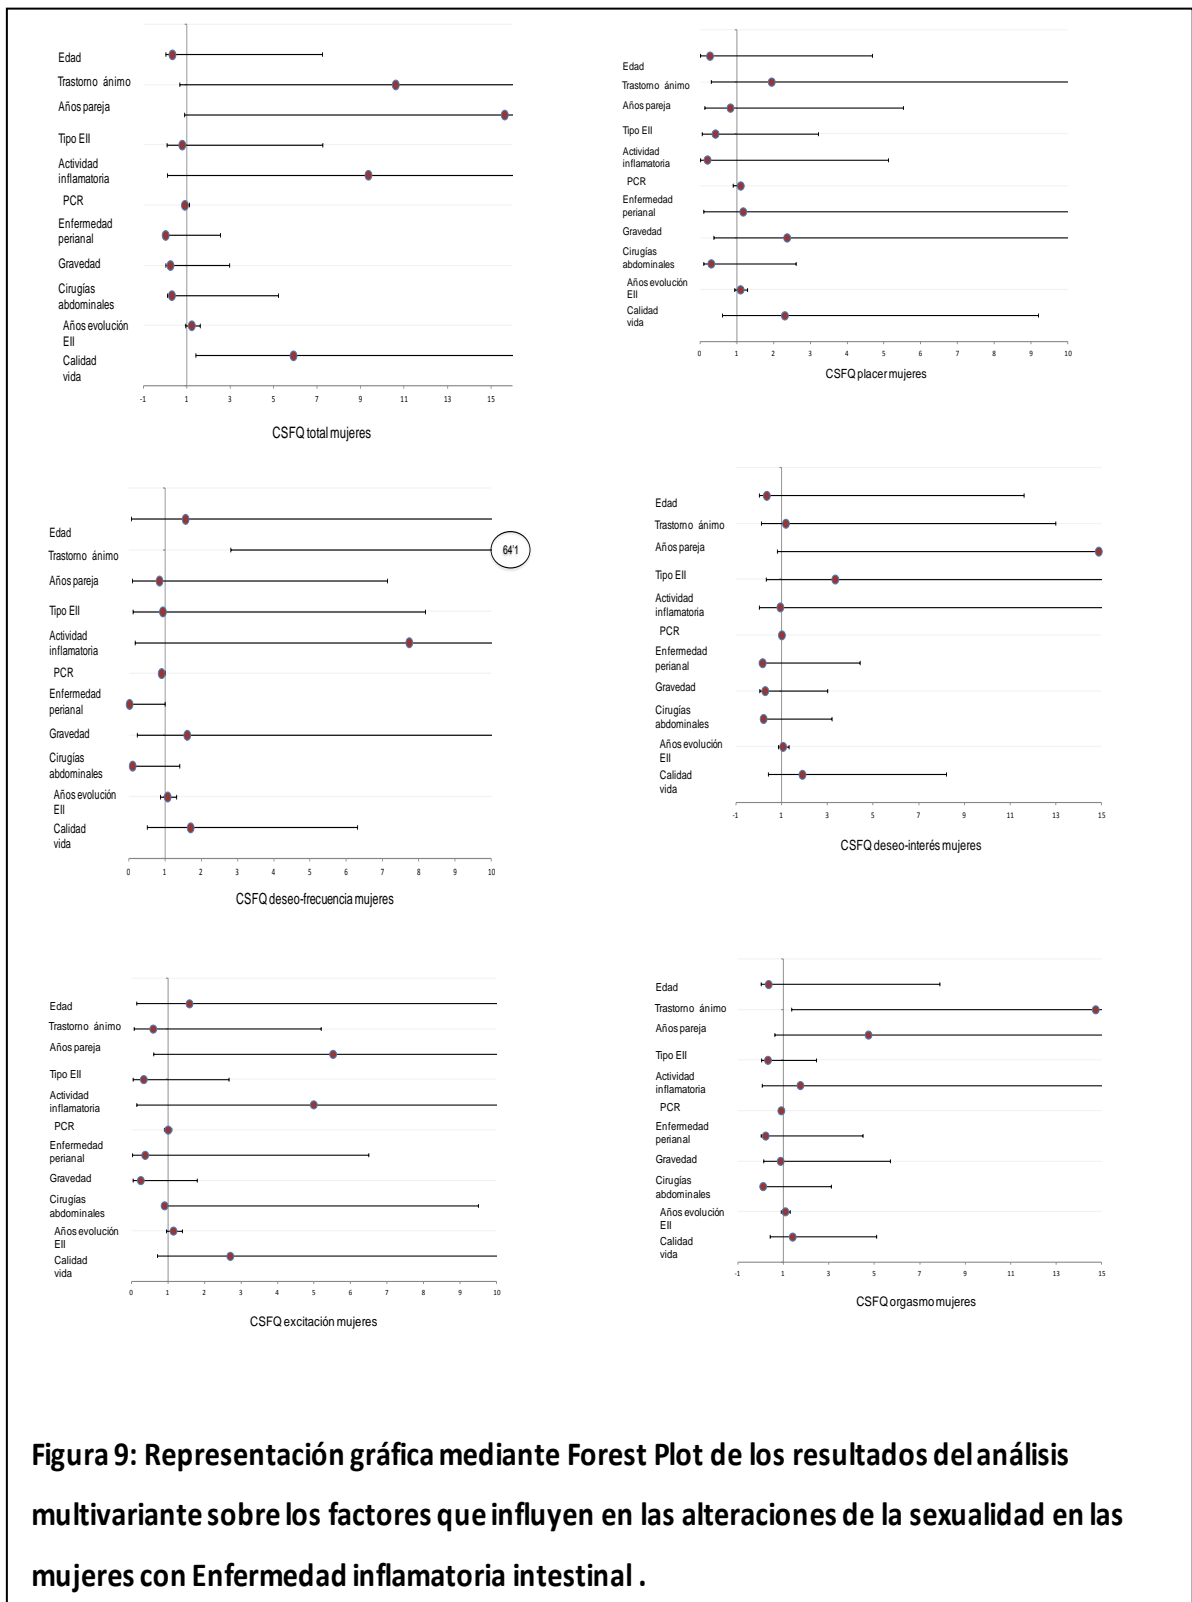 Edad
Trastorno ánimo
Años pareja
Tipo EII
Actividad
inflamatoria
PCR
Enfermedad
perianal
Gravedad
Cirugías
abdominales
Años evolución
EII
Calidad
vida
-1 1 3 5 7 9 11 13 15
CSFQ total mujeres
Edad
Trastorno ánimo
Años pareja
Tipo EII
Actividad
inflamatoria
PCR
Enfermedad
perianal
Gravedad
Cirugías
abdominales
Años evolución
EII
Calidad
vida
0 1 2 3 4 5 6 7 8 9 10
CSFQ placer mujeres
Edad
Trastorno ánimo
64'1
Años pareja
Tipo EII
Actividad
inflamatoria
PCR
Enfermedad
perianal
Gravedad
Cirugías
abdominales
Años evolución
EII
Calidad
vida
0 1 2 3 4 5 6 7 8 9 10
CSFQ deseo-frecuencia mujeres
Edad
Trastorno ánimo
Años pareja
Tipo EII
Actividad
inflamatoria
PCR
Enfermedad
perianal
Gravedad
Cirugías
abdominales
Años evolución
EII
Calidad
vida
-1 1 3 5 7 9 11 13 15
CSFQ deseo-interés mujeres
Edad
Trastorno ánimo
Años pareja
Tipo EII
Actividad
inflamatoria
PCR
Enfermedad
perianal
Gravedad
Cirugías
abdominales
Años evolución
EII
Calidad
vida
0 1 2 3 4 5 6 7 8 9 10
CSFQ excitación mujeres
Edad
Trastorno ánimo
Años pareja
Tipo EII
Actividad
inflamatoria
PCR
Enfermedad
perianal
Gravedad
Cirugías
abdominales
Años evolución
EII
Calidad
vida
-1 1 3 5 7 9 11 13 15
CSFQ orgasmo mujeres
Figura 9: Representación gráfica mediante Forest Plot de los resultados del análisis
multivariante sobre los factores que influyen en las alteraciones de la sexualidad en las
mujeres con Enfermedad inflamatoria intestinal .